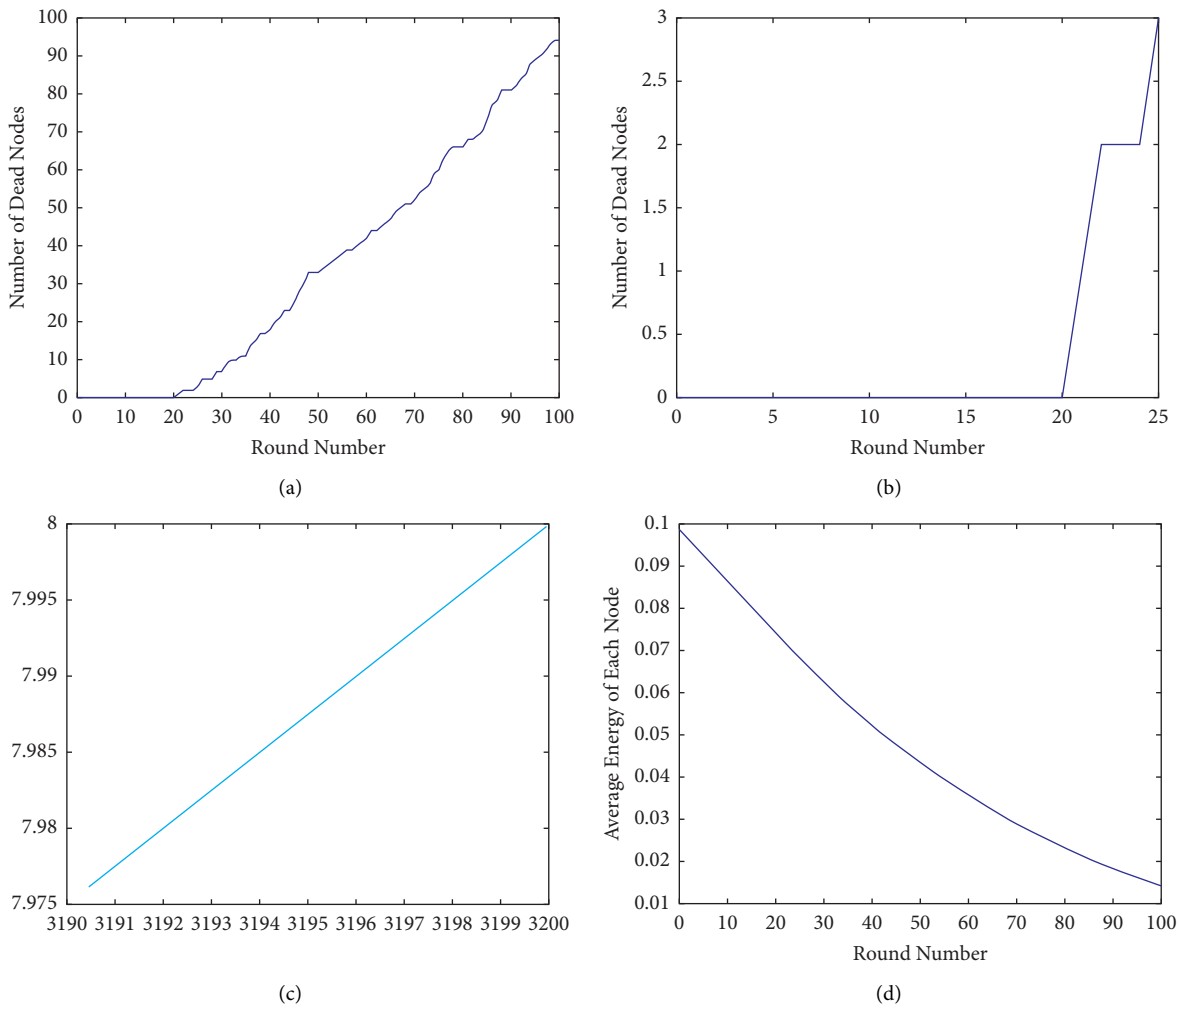 100
90
80
70
60
50
40
30
20
10
0
Number of Dead Nodes
0 10 20 30 40 50 60 70 80 90 100
Round Number
(a)
3
2.5
2
1.5
1
0.5
0
Number of Dead Nodes
0 5 10 15 20 25
Round Number
(b)
8
7.995
7.99
7.985
7.98
7.975
3190 3191 3192 3193 3194 3195 3196 3197 3198 3199 3200
(c)
0.1
0.09
0.08
0.07
0.06
0.05
0.04
0.03
0.02
0.01
Average Energy of Each Node
0 10 20 30 40 50 60 70 80 90 100
Round Number
(d)